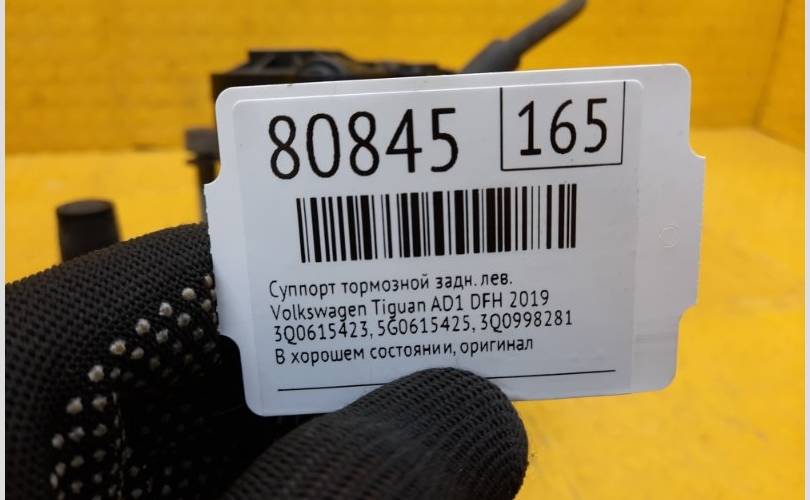 80845 165
Суппорт тормозной задн. лев.
Volkswagen Tiguan AD1 DFH 2019
3Q0615423, 5G0615425, 3Q0998281
В хорошем состоянии, оригинал